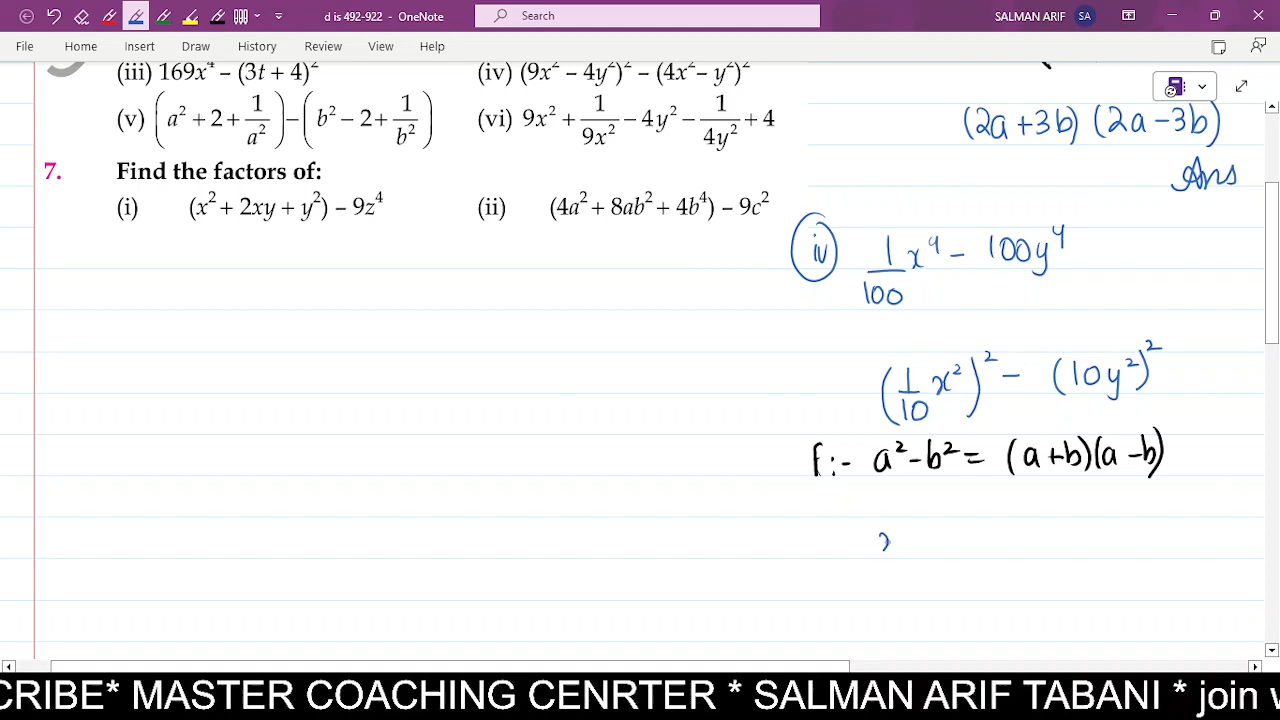 d is 492-922 - OneNote
Search
SALMAN ARIF SA
File Home Insert Draw History Review View Help
(iii) 169x⁴ – (3t + 4)² (iv) (9x² – 4y²)² – (4x² – y²)²
(v) (a² + 2 + 1/a²) – (b² – 2 + 1/b²) (vi) 9x² + 1/9x² – 4y² – 1/4y² + 4
7. Find the factors of:
(i) (x² + 2xy + y²) – 9z⁴ (ii) (4a² + 8ab² + 4b⁴) – 9c²
(2a + 3b) (2a – 3b)
Ans
iv 1/100 x⁴ – 100y⁴
(1/10 x²)² – (10y²)²
f:- a² – b² = (a + b)(a – b)
CRIBE* MASTER COACHING CENRTER * SALMAN ARIF TABANI * join w